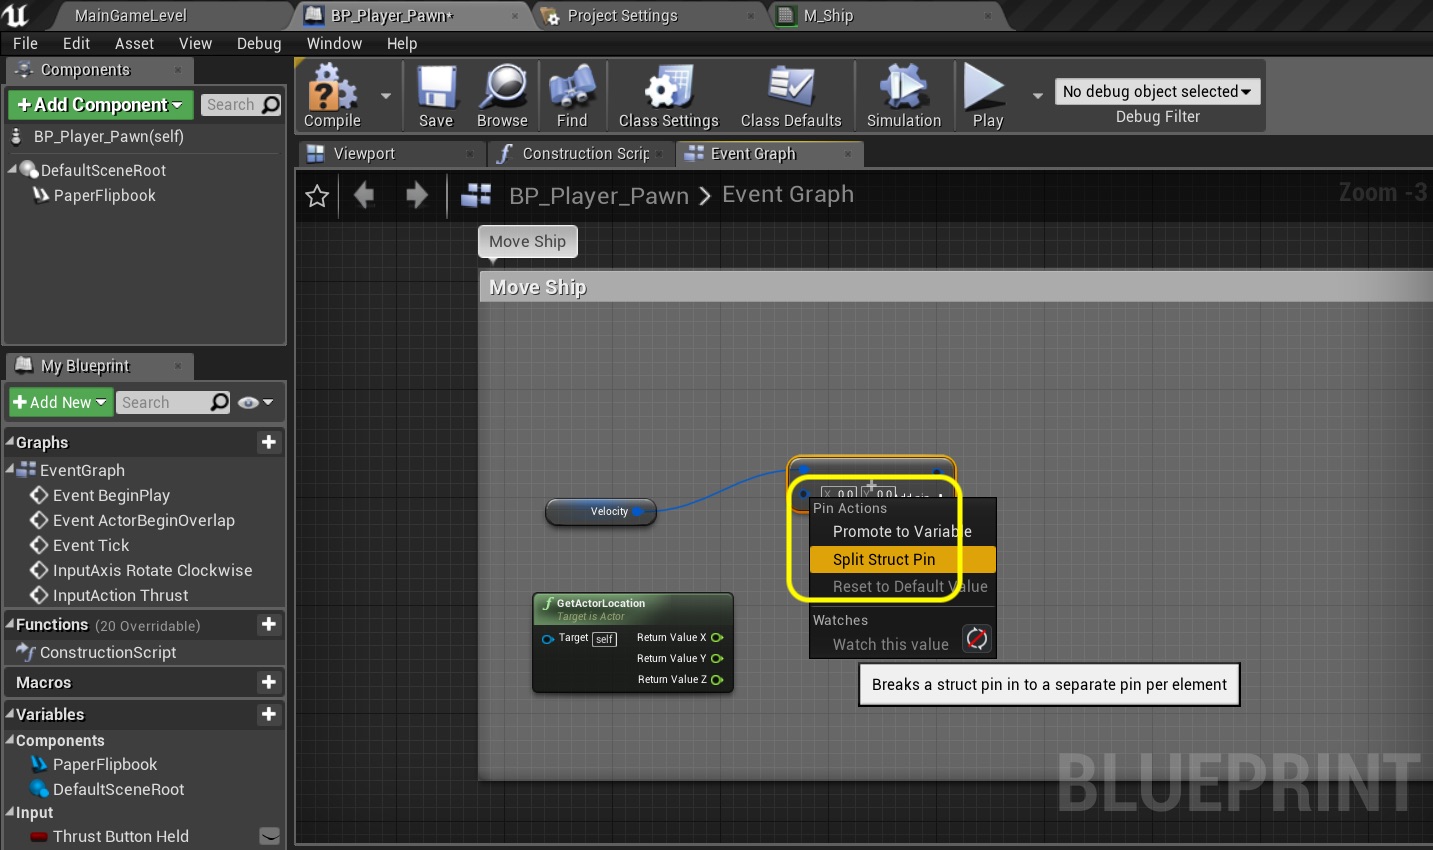 MainGameLevel
BP_Player_Pawn*
Project Settings
M_Ship
File Edit Asset View Debug Window Help
Components
Add Component
Search
BP_Player_Pawn(self)
DefaultSceneRoot
PaperFlipbook
Compile
Save
Browse
Find
Class Settings
Class Defaults
Simulation
Play
No debug object selected
Debug Filter
Viewport
Construction Scrip
Event Graph
BP_Player_Pawn > Event Graph
Zoom -3
Move Ship
Move Ship
My Blueprint
Add New
Search
Graphs
EventGraph
Event BeginPlay
Event ActorBeginOverlap
Event Tick
InputAxis Rotate Clockwise
InputAction Thrust
Functions (20 Overridable)
ConstructionScript
Macros
Variables
Components
PaperFlipbook
DefaultSceneRoot
Input
Thrust Button Held
Velocity
X 0.0 Y 0.0
GetActorLocation
Target is Actor
Target self
Return Value X
Return Value Y
Return Value Z
Pin Actions
Promote to Variable
Split Struct Pin
Reset to Default Value
Watches
Watch this value
Breaks a struct pin in to a separate pin per element
BLUEPRINT